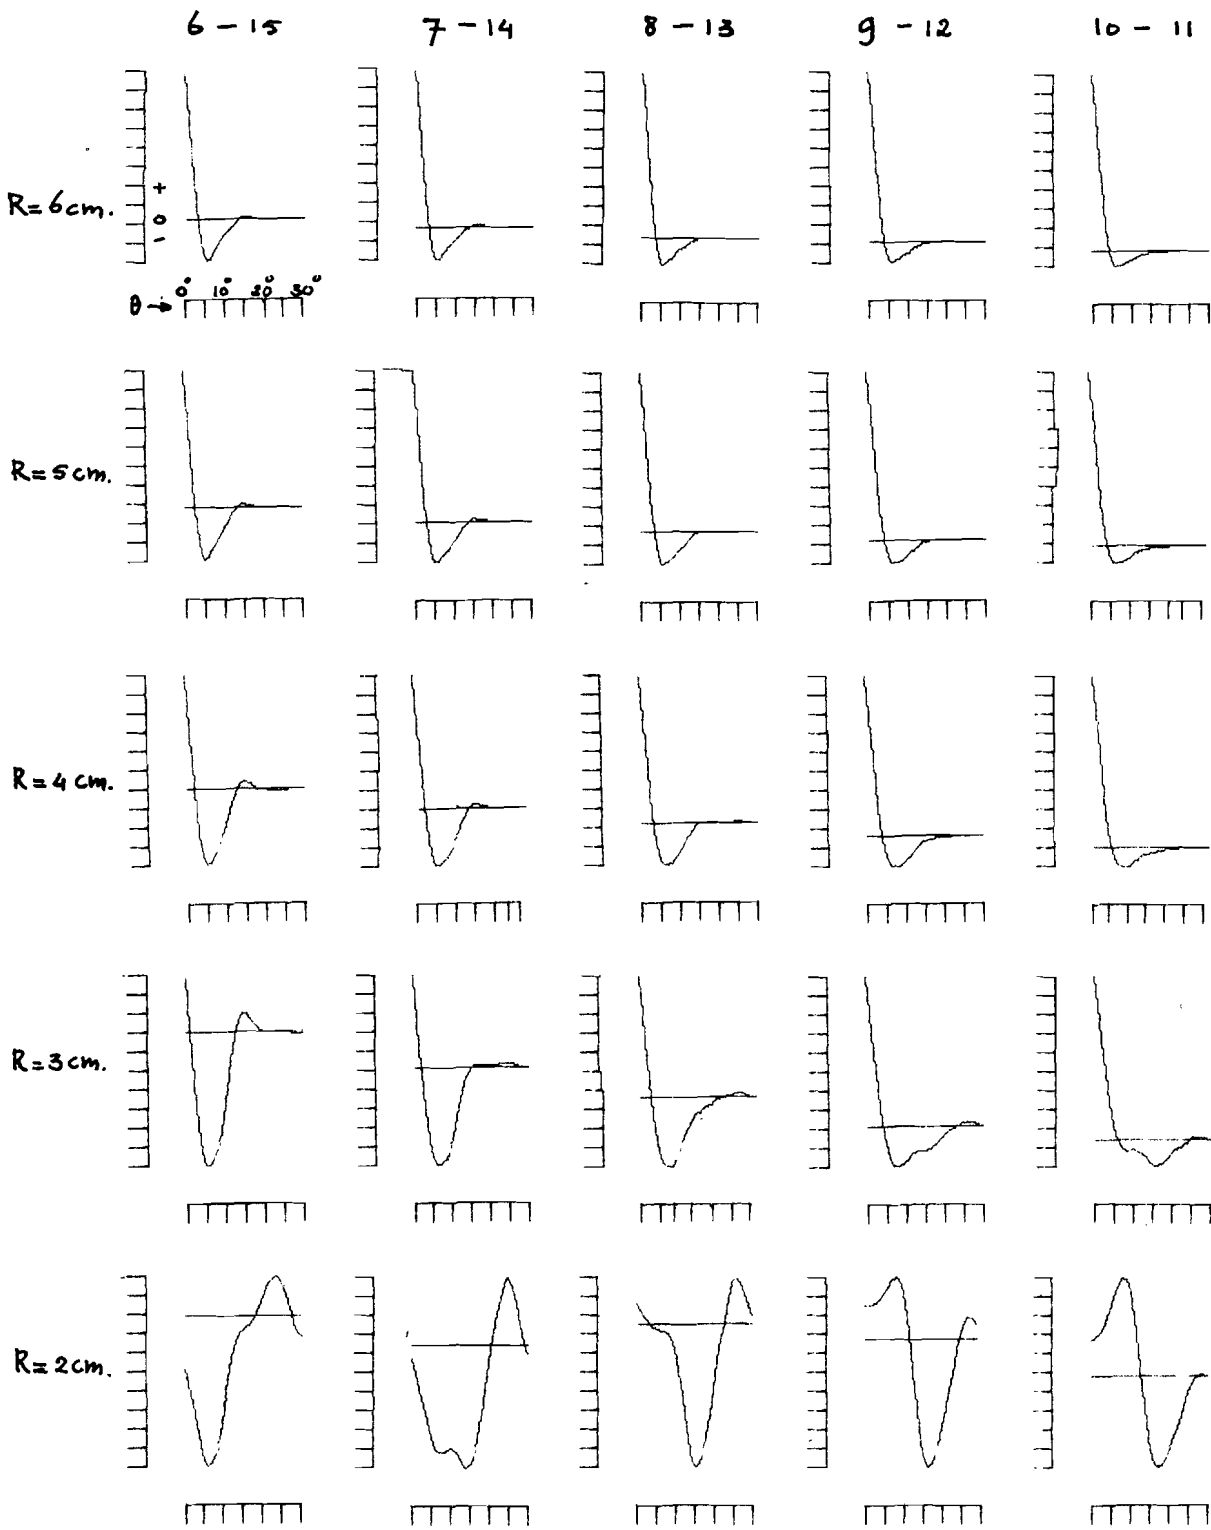 6 - 15 7 - 14 8 - 13 9 - 12 10 - 11
+
R= 6 cm. 0
-
θ → 0° 10° 20° 30°
R= 5 cm.
R= 4 cm.
R= 3 cm.
R= 2 cm.